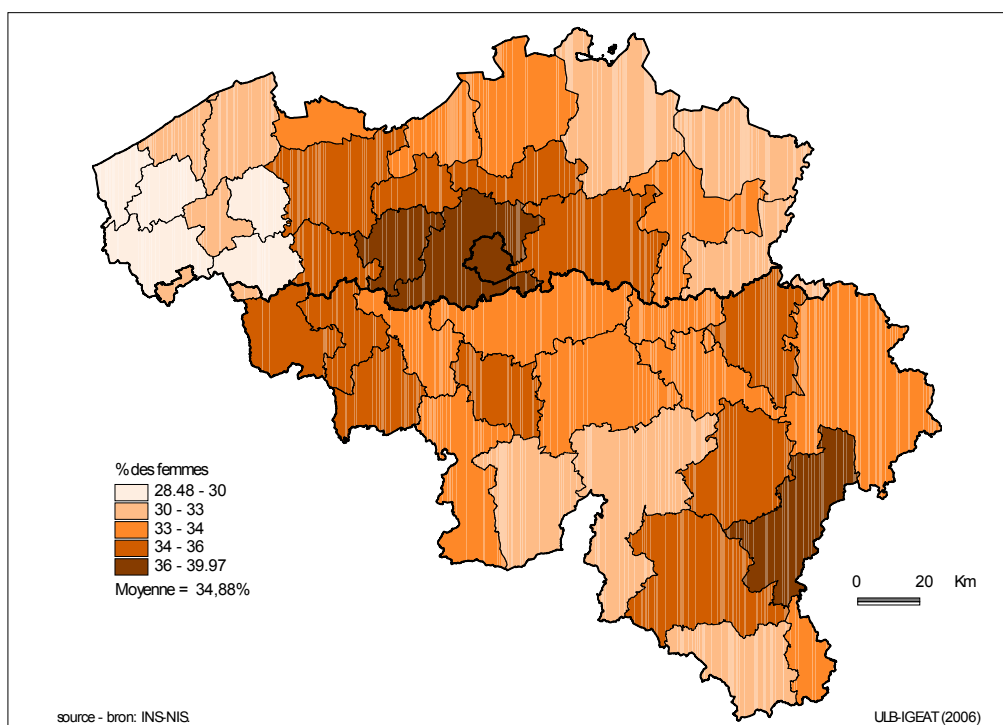 % des femmes
28.48 - 30
30 - 33
33 - 34
34 - 36
36 - 39.97
Moyenne = 34,88%
0 20 Km
source - bron: INS-NIS.
ULB-IGEAT (2006)